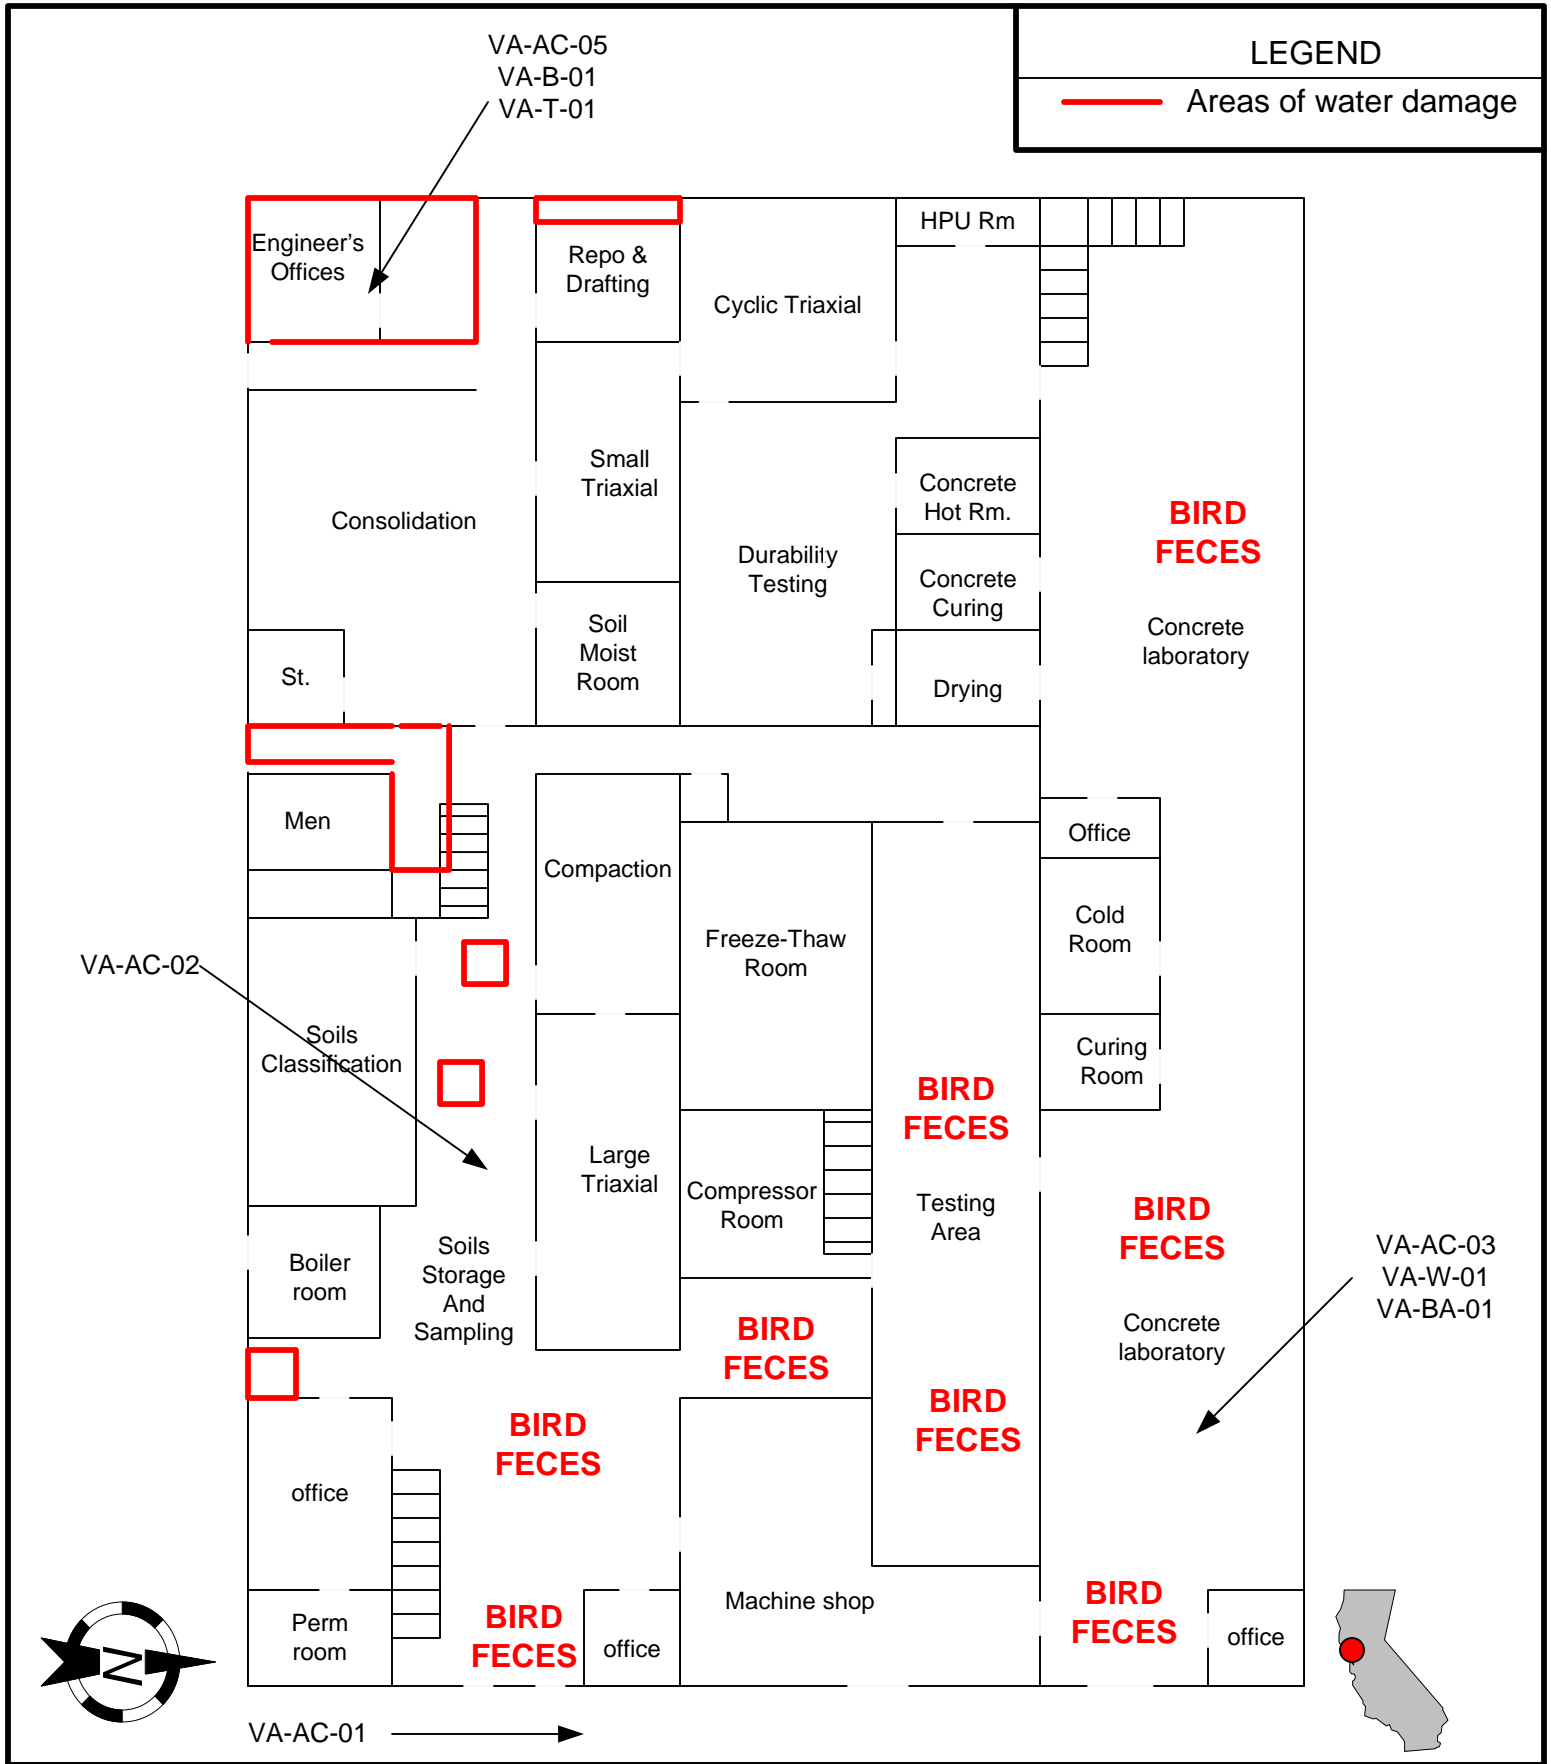 VA-AC-05
VA-B-01
VA-T-01
LEGEND
Areas of water damage
Engineer's
Offices
Repo &
Drafting
Cyclic Triaxial
HPU Rm
Small
Triaxial
Consolidation
Concrete
Hot Rm.
BIRD
FECES
Durability
Testing
Concrete
Curing
Soil
Moist
Room
Concrete
laboratory
St.
Drying
Men
Office
Compaction
Cold
Room
Freeze-Thaw
Room
VA-AC-02
Soils
Classification
Curing
Room
BIRD
FECES
Large
Triaxial
Compressor
Room
Testing
Area
BIRD
FECES
Boiler
room
Soils
Storage
And
Sampling
VA-AC-03
VA-W-01
VA-BA-01
BIRD
FECES
Concrete
laboratory
BIRD
FECES
BIRD
FECES
office
BIRD
FECES
Machine shop
BIRD
FECES
Perm
room
office
office
N
VA-AC-01